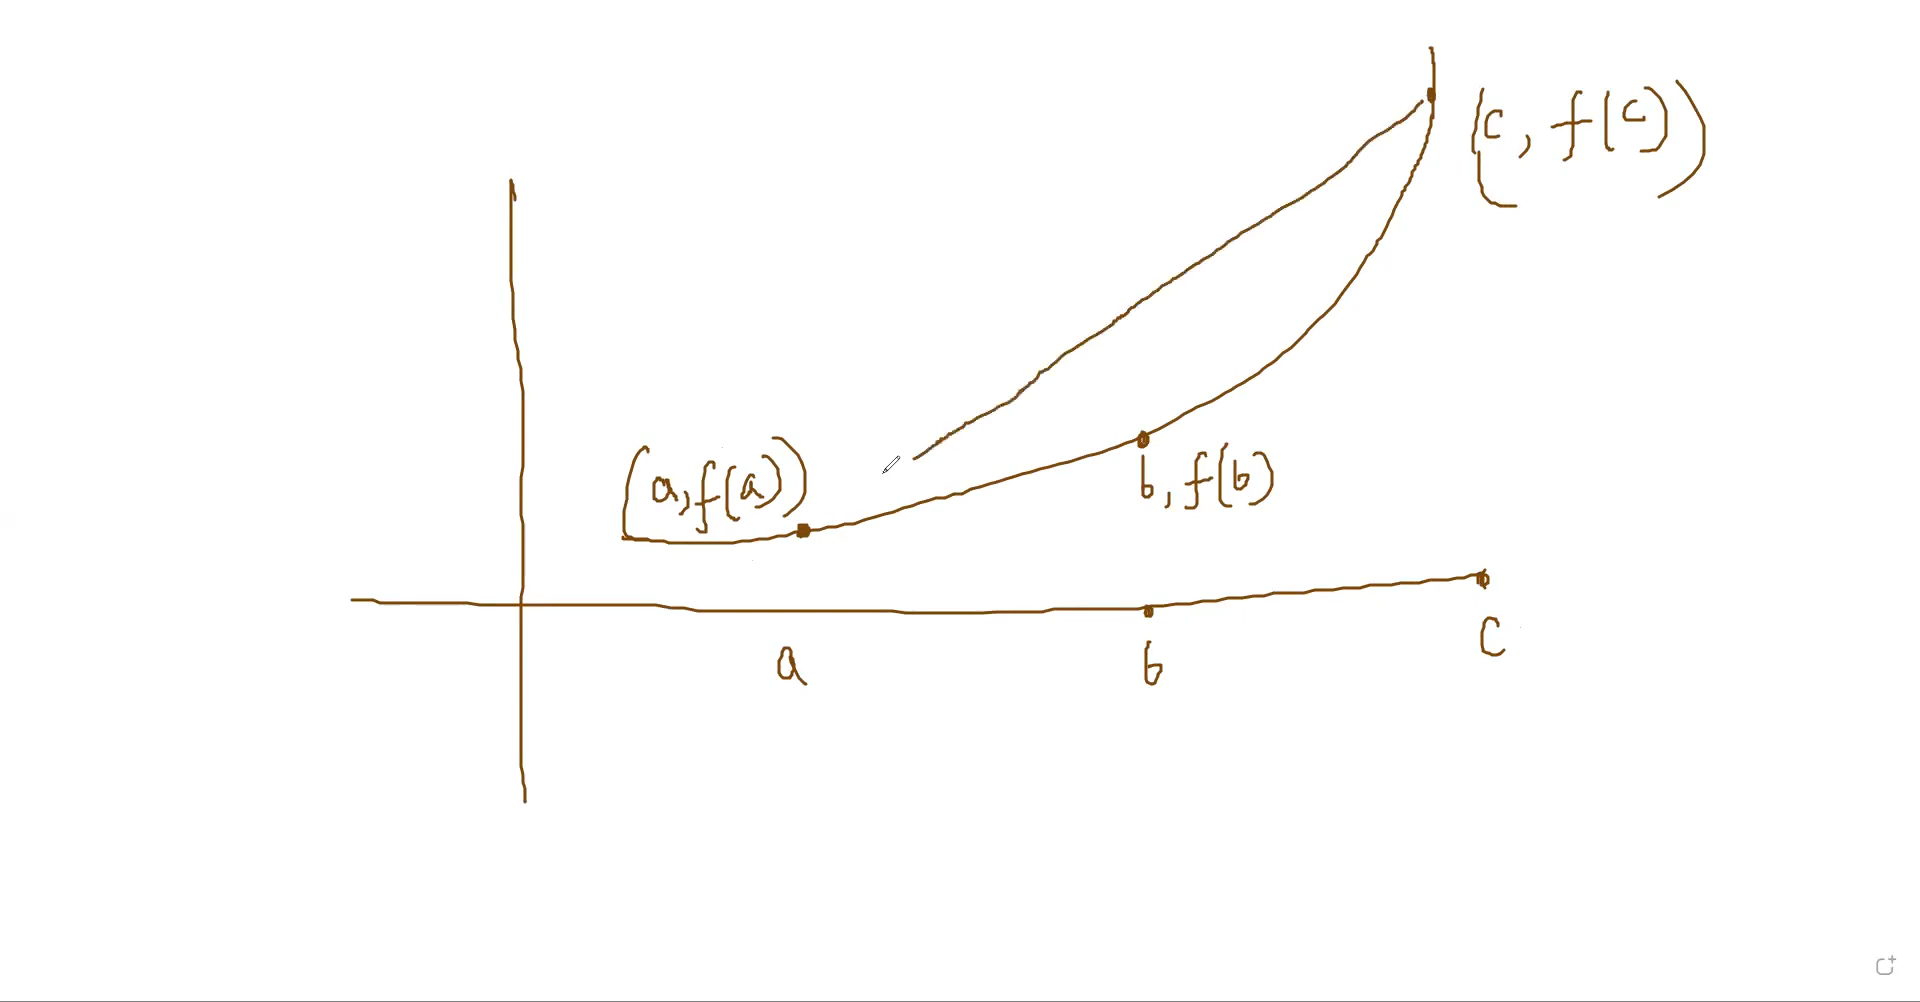 (c, f(c))
(a, f(a))
b, f(b)
a
b
c